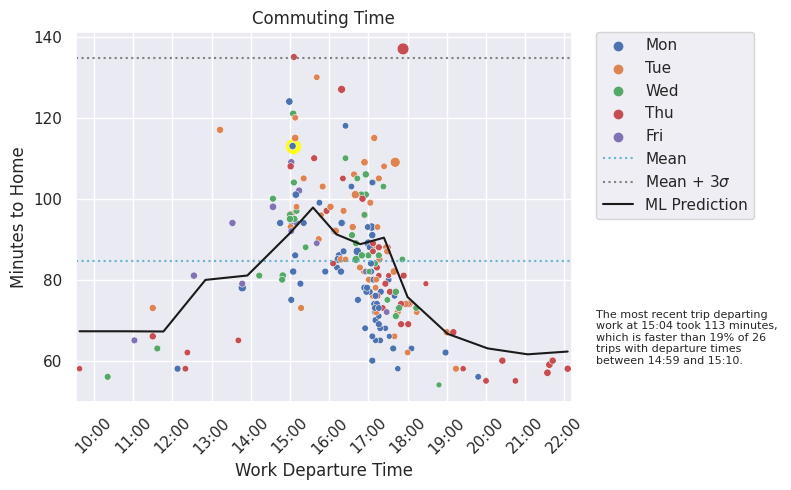 Commuting Time
140
120
100
80
60
Minutes to Home
10:00
11:00
12:00
13:00
14:00
15:00
16:00
17:00
18:00
19:00
20:00
21:00
22:00
Work Departure Time
Mon
Tue
Wed
Thu
Fri
Mean
Mean + 3σ
ML Prediction
The most recent trip departing
work at 15:04 took 113 minutes,
which is faster than 19% of 26
trips with departure times
between 14:59 and 15:10.